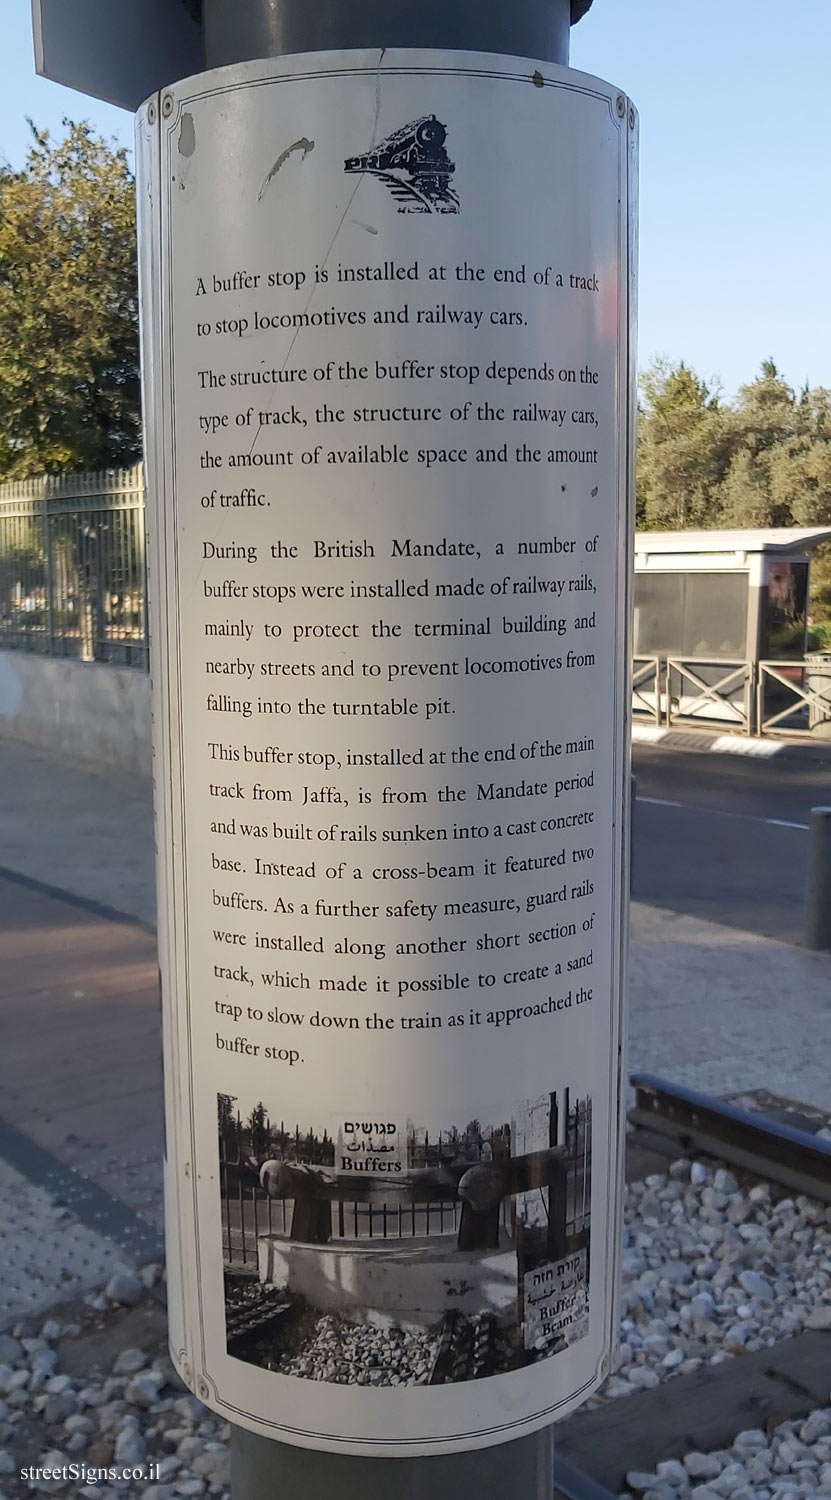 A buffer stop is installed at the end of a track
to stop locomotives and railway cars.
The structure of the buffer stop depends on the
type of track, the structure of the railway cars,
the amount of available space and the amount
of traffic.
During the British Mandate, a number of
buffer stops were installed made of railway rails,
mainly to protect the terminal building and
nearby streets and to prevent locomotives from
falling into the turntable pit.
This buffer stop, installed at the end of the main
track from Jaffa, is from the Mandate period
and was built of rails sunken into a cast concrete
base. Instead of a cross-beam it featured two
buffers. As a further safety measure, guard rails
were installed along another short section of
track, which made it possible to create a sand
trap to slow down the train as it approached the
buffer stop.
פגושים
مصدّات
Buffers
קורת חזה
Buffer
Beam
streetSigns.co.il